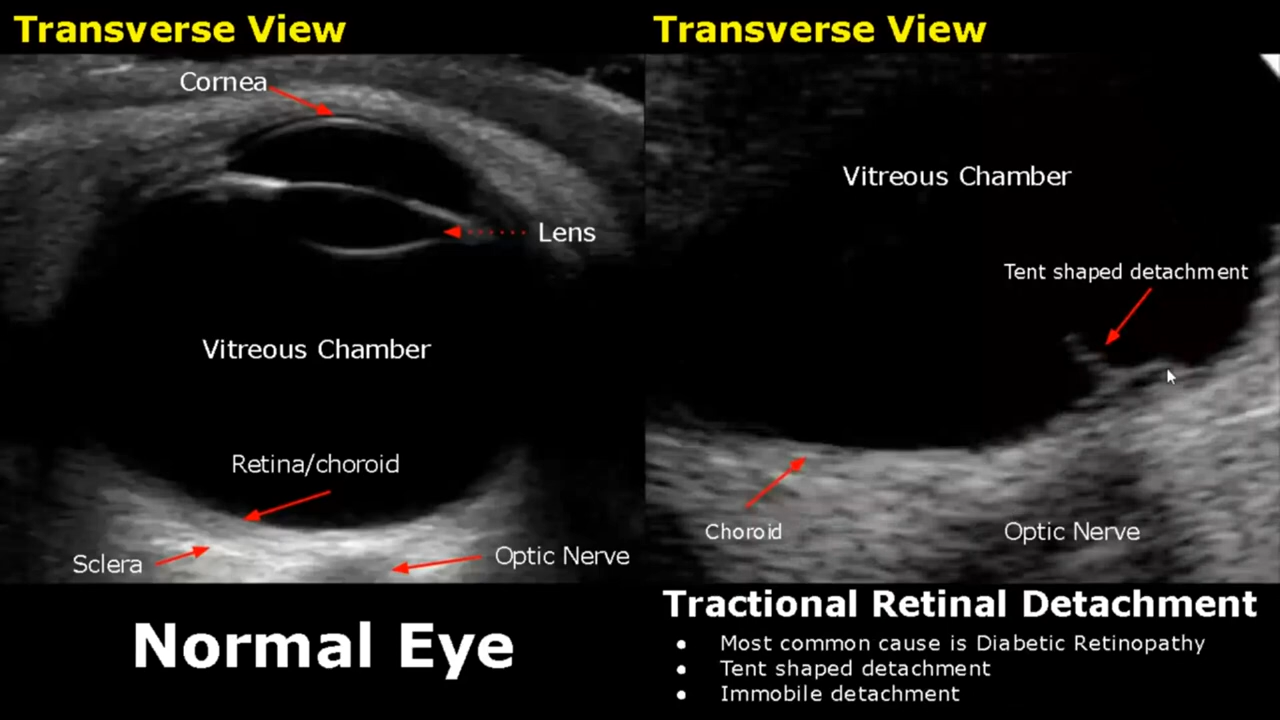 Transverse View
Cornea
Lens
Vitreous Chamber
Retina/choroid
Sclera
Optic Nerve
Normal Eye
Transverse View
Vitreous Chamber
Tent shaped detachment
Choroid
Optic Nerve
Tractional Retinal Detachment
• Most common cause is Diabetic Retinopathy
• Tent shaped detachment
• Immobile detachment